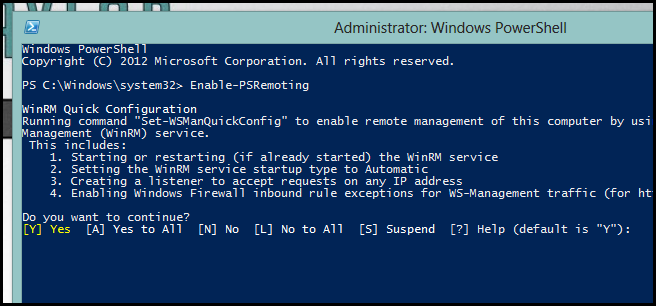 Administrator: Windows PowerShell
Windows PowerShell
Copyright (C) 2012 Microsoft Corporation. All rights reserved.
PS C:\Windows\system32> Enable-PSRemoting
WinRM Quick Configuration
Running command "Set-WSManQuickConfig" to enable remote management of this computer by usi
Management (WinRM) service.
This includes:
1. Starting or restarting (if already started) the WinRM service
2. Setting the WinRM service startup type to Automatic
3. Creating a listener to accept requests on any IP address
4. Enabling Windows Firewall inbound rule exceptions for WS-Management traffic (for ht
Do you want to continue?
[Y] Yes  [A] Yes to All  [N] No  [L] No to All  [S] Suspend  [?] Help (default is "Y"):